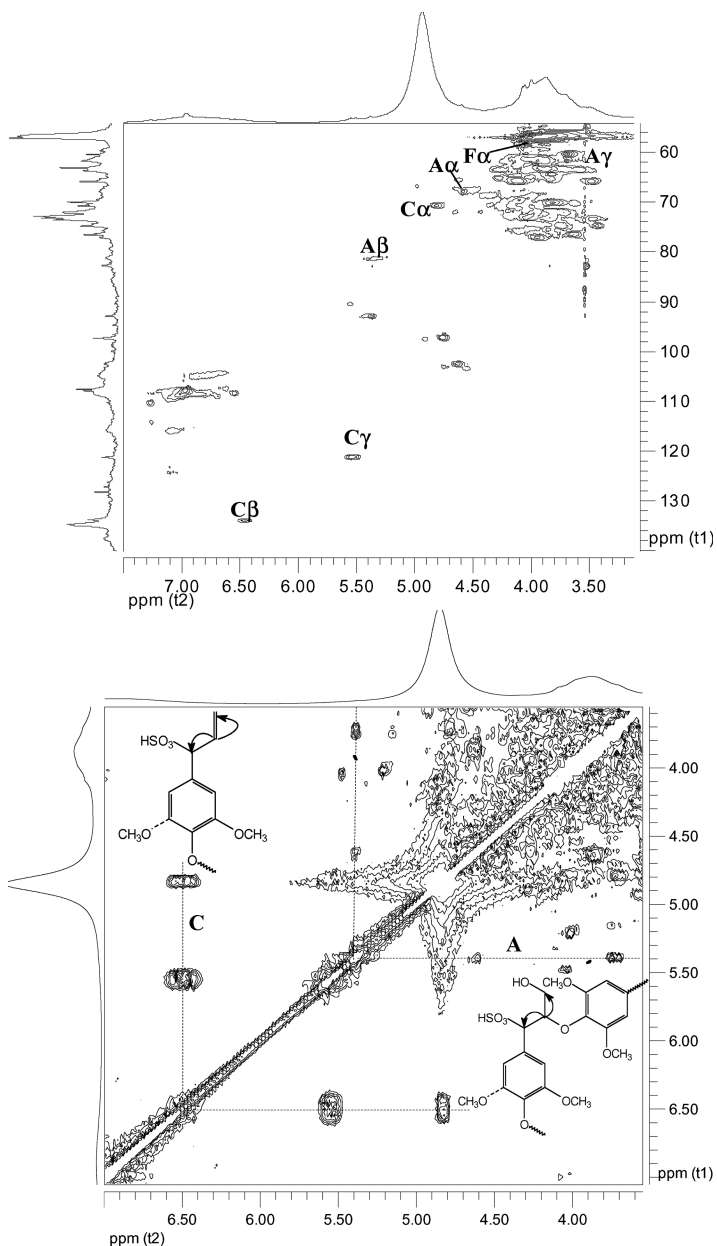 Fα
Aγ
60
Aα
70
Cα
Aβ
80
90
100
110
Cγ
120
Cβ
130
ppm (t1)
7.00 6.50 6.00 5.50 5.00 4.50 4.00 3.50
ppm (t2)
HSO₃
4.00
CH₃O OCH₃
O
4.50
C
5.00
A
5.50
HO CH₃O
HSO₃
O
6.00
OCH₃
CH₃O OCH₃
O
6.50
ppm (t1)
6.50 6.00 5.50 5.00 4.50 4.00
ppm (t2)